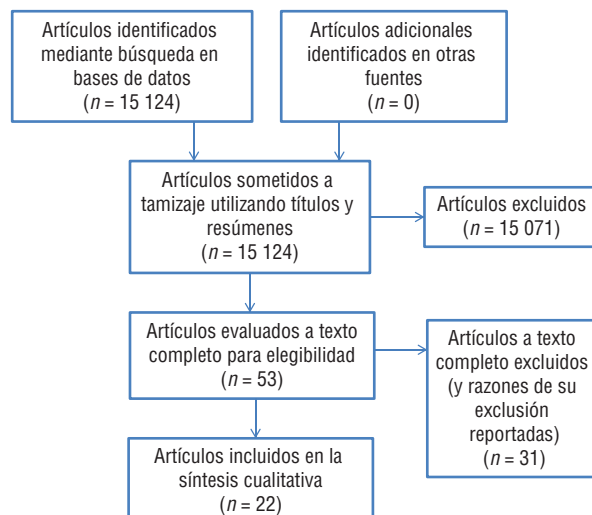 Artículos identificados
mediante búsqueda en
bases de datos
(n = 15 124)
Artículos adicionales
identificados en otras
fuentes
(n = 0)
Artículos sometidos a
tamizaje utilizando títulos y
resúmenes
(n = 15 124)
Artículos excluidos
(n = 15 071)
Artículos evaluados a texto
completo para elegibilidad
(n = 53)
Artículos a texto
completo excluidos
(y razones de su
exclusión
reportadas)
(n = 31)
Artículos incluidos en la
síntesis cualitativa
(n = 22)